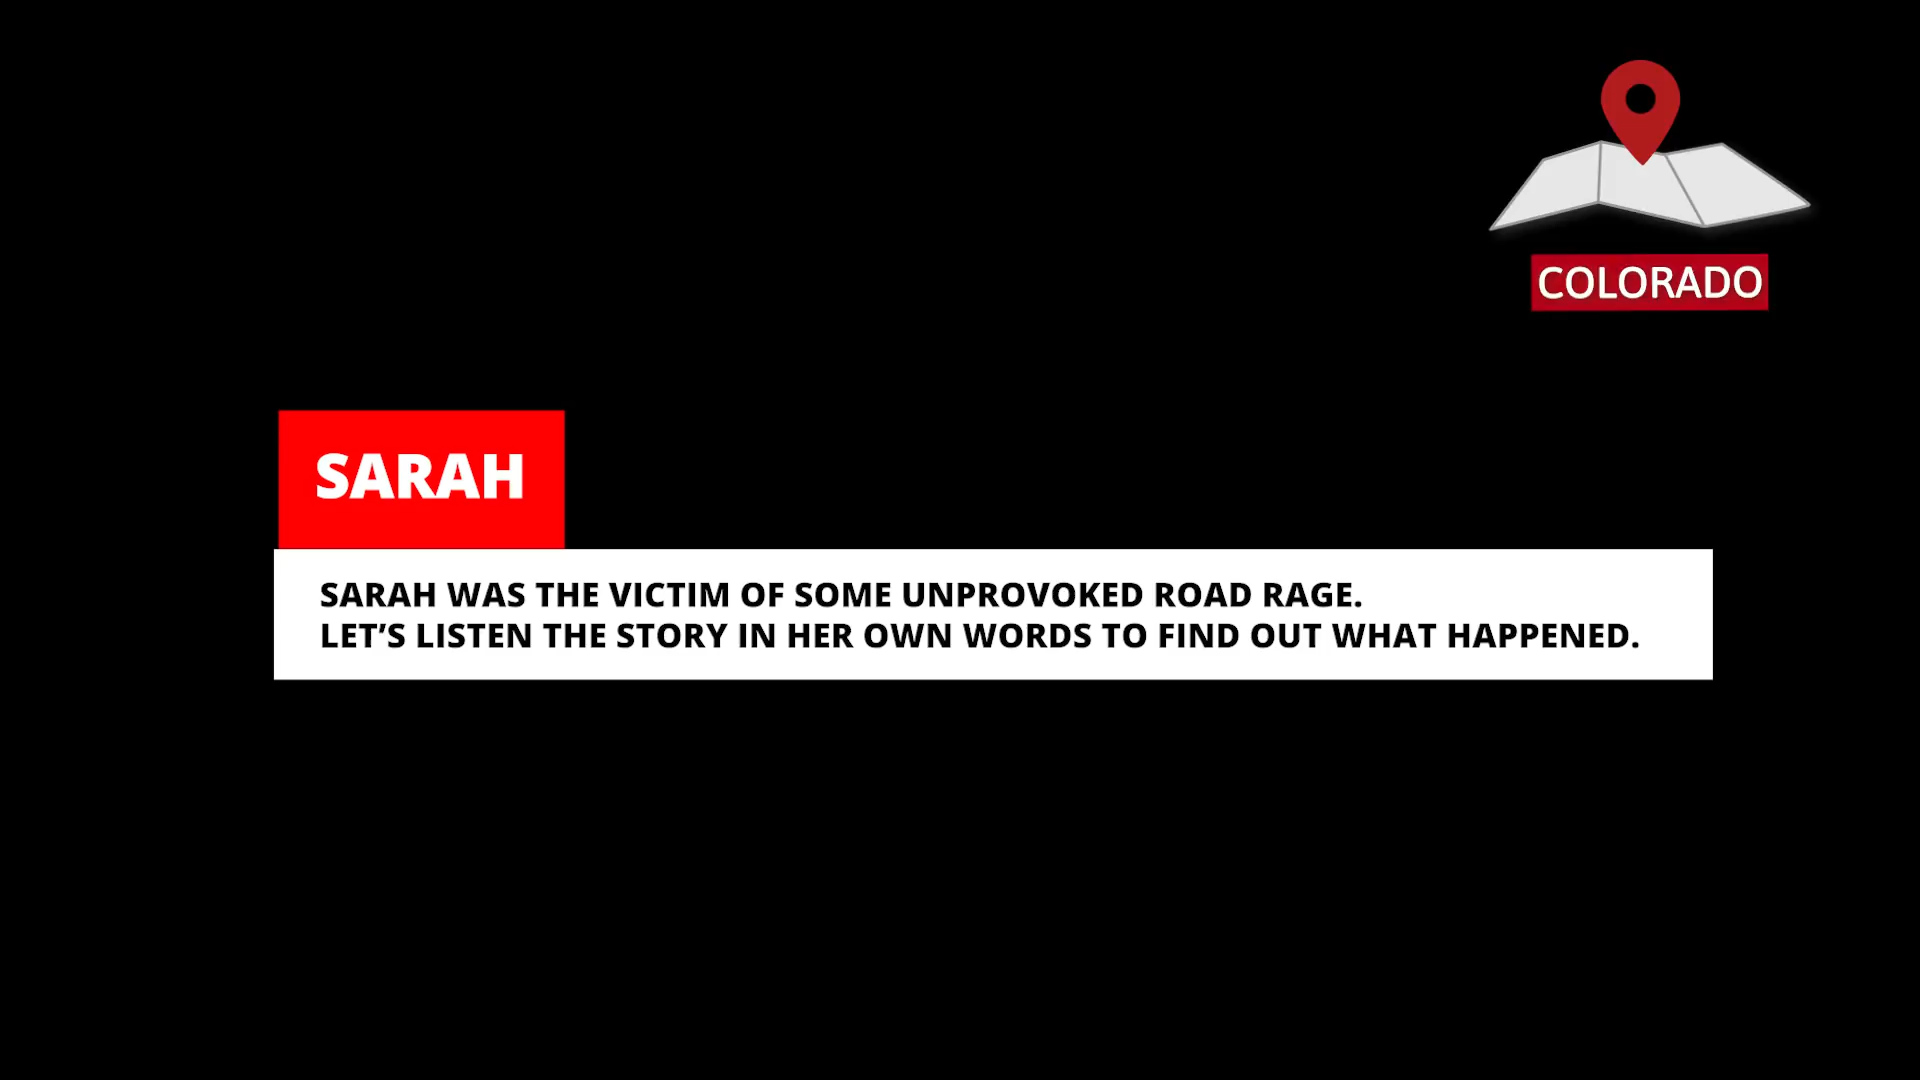 COLORADO
SARAH
SARAH WAS THE VICTIM OF SOME UNPROVOKED ROAD RAGE.
LET’S LISTEN THE STORY IN HER OWN WORDS TO FIND OUT WHAT HAPPENED.